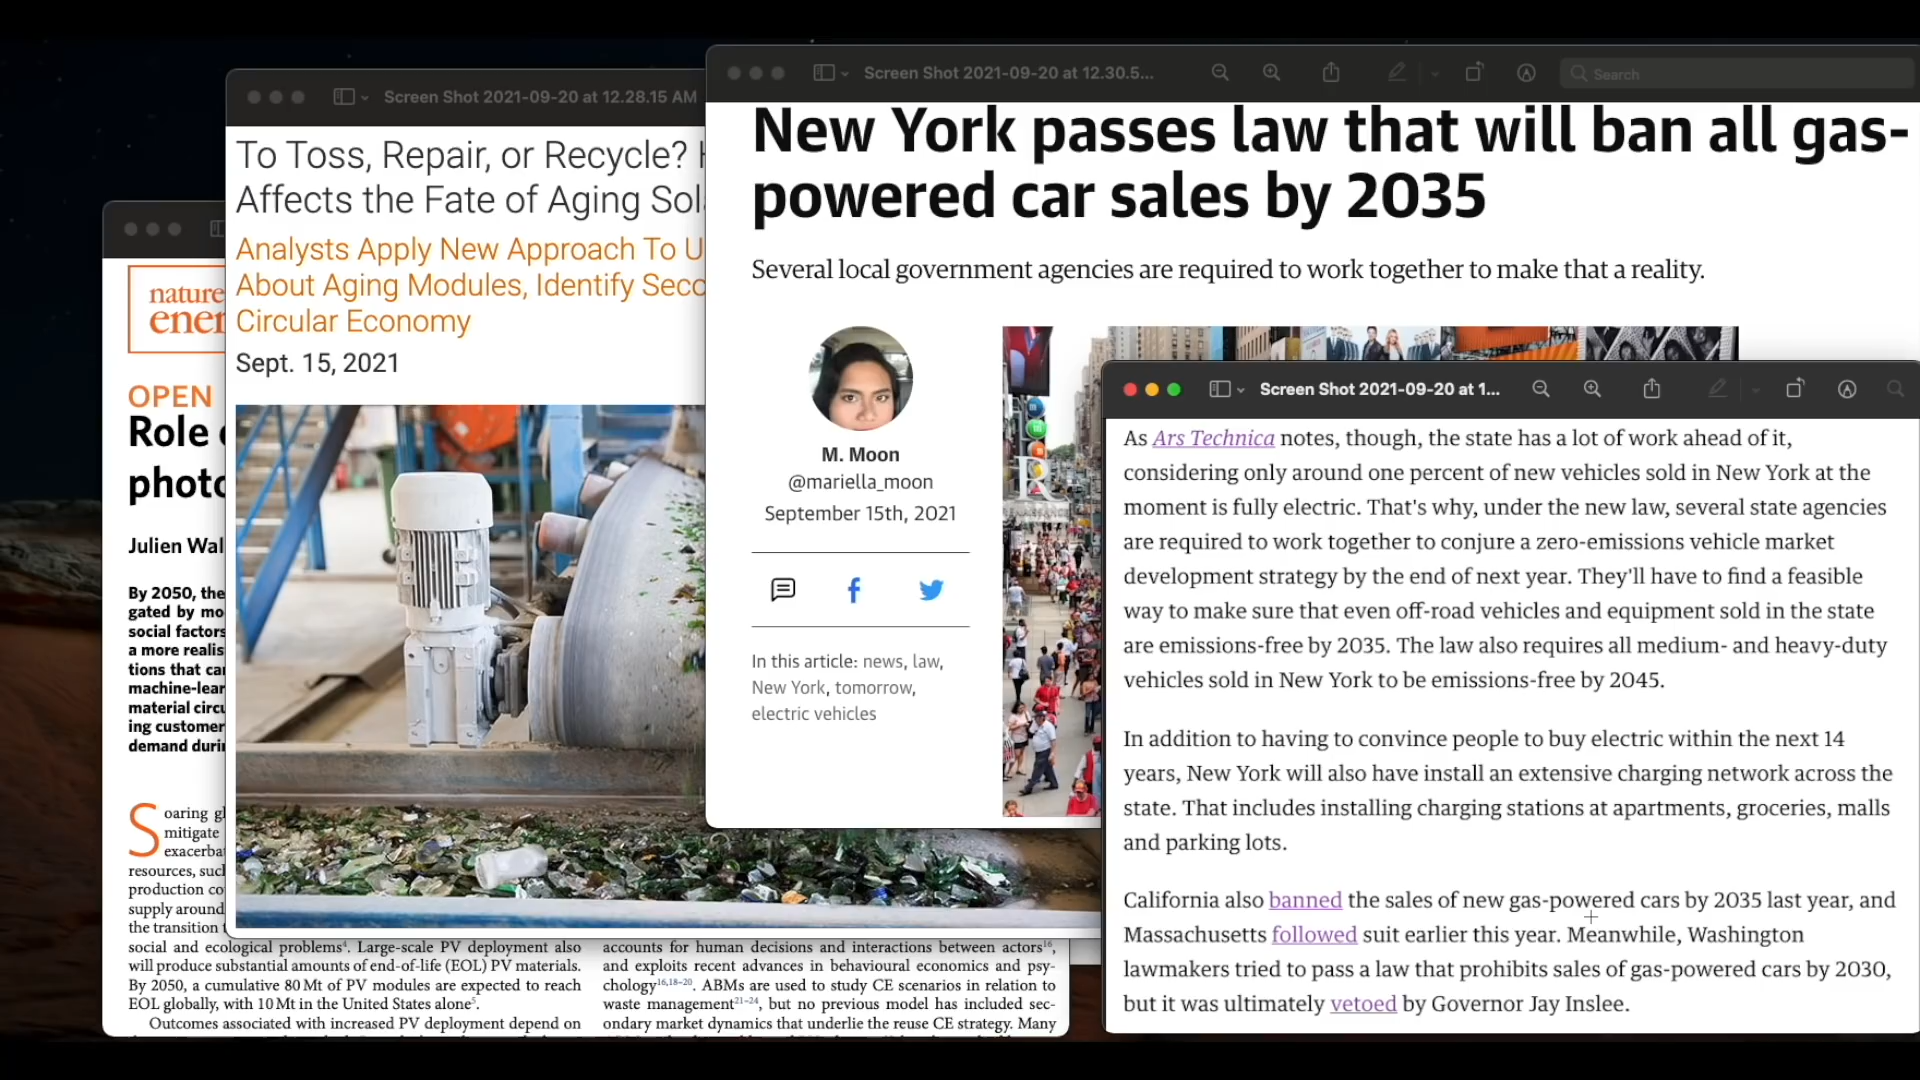 Screen Shot 2021-09-20 at 12.30.5...
Search
New York passes law that will ban all gas-
powered car sales by 2035
Several local government agencies are required to work together to make that a reality.
M. Moon
@mariella_moon
September 15th, 2021
In this article: news, law,
New York, tomorrow,
electric vehicles
Screen Shot 2021-09-20 at 12.28.15 AM
To Toss, Repair, or Recycle?
Affects the Fate of Aging
Analysts Apply New Approach To
About Aging Modules, Identify
Circular Economy
Sept. 15, 2021
nature
OPEN
Role
Julien
By 2050, the
gated by
social factors
a more
tions that
material
ing customer
demand
Soaring
mitigate
resources,
production
supply around
the transition
social and ecological problems4. Large-scale PV deployment also
will produce substantial amounts of end-of-life (EOL) PV materials.
By 2050, a cumulative 80 Mt of PV modules are expected to reach
EOL globally, with 10 Mt in the United States alone5.
Outcomes associated with increased PV deployment depend on
accounts for human decisions and interactions between actors16,
and exploits recent advances in behavioural economics and psy-
chology16,18–20. ABMs are used to study CE scenarios in relation to
waste management21–24, but no previous model has included sec-
ondary market dynamics that underlie the reuse CE strategy. Many
Screen Shot 2021-09-20 at 1...
As Ars Technica notes, though, the state has a lot of work ahead of it,
considering only around one percent of new vehicles sold in New York at the
moment is fully electric. That's why, under the new law, several state agencies
are required to work together to conjure a zero-emissions vehicle market
development strategy by the end of next year. They'll have to find a feasible
way to make sure that even off-road vehicles and equipment sold in the state
are emissions-free by 2035. The law also requires all medium- and heavy-duty
vehicles sold in New York to be emissions-free by 2045.
In addition to having to convince people to buy electric within the next 14
years, New York will also have install an extensive charging network across the
state. That includes installing charging stations at apartments, groceries, malls
and parking lots.
California also banned the sales of new gas-powered cars by 2035 last year, and
Massachusetts followed suit earlier this year. Meanwhile, Washington
lawmakers tried to pass a law that prohibits sales of gas-powered cars by 2030,
but it was ultimately vetoed by Governor Jay Inslee.